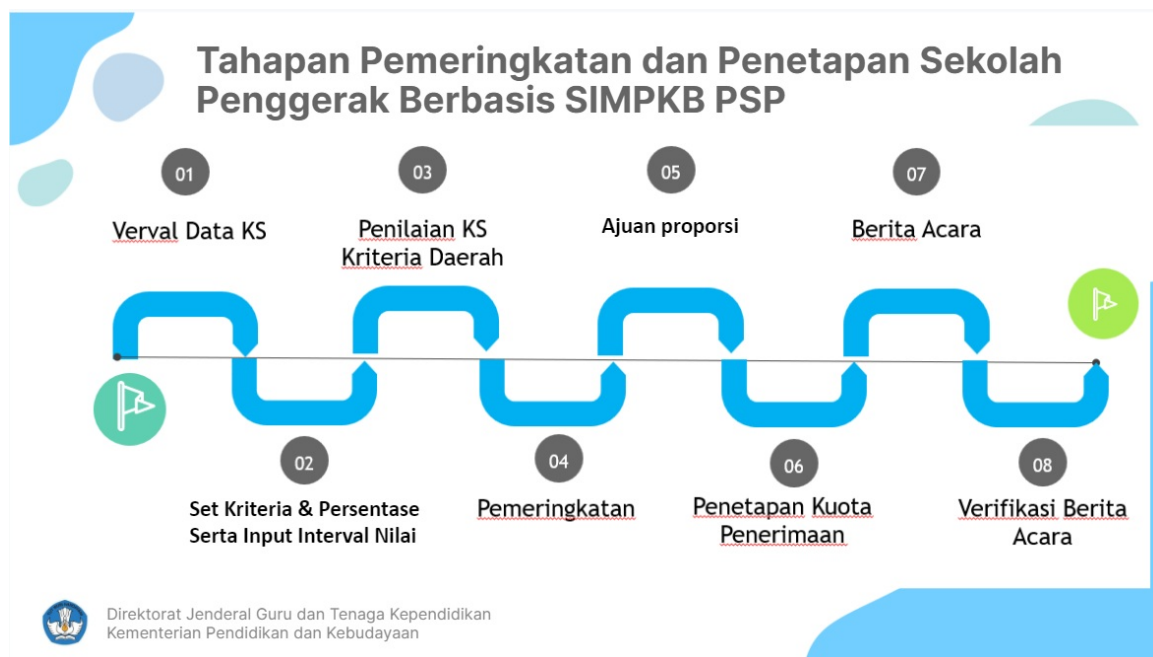 Tahapan Pemeringkatan dan Penetapan Sekolah
Penggerak Berbasis SIMPKB PSP
01
Verval Data KS
02
Set Kriteria & Persentase
Serta Input Interval Nilai
03
Penilaian KS
Kriteria Daerah
04
Pemeringkatan
05
Ajuan proporsi
06
Penetapan Kuota
Penerimaan
07
Berita Acara
08
Verifikasi Berita
Acara
Direktorat Jenderal Guru dan Tenaga Kependidikan
Kementerian Pendidikan dan Kebudayaan